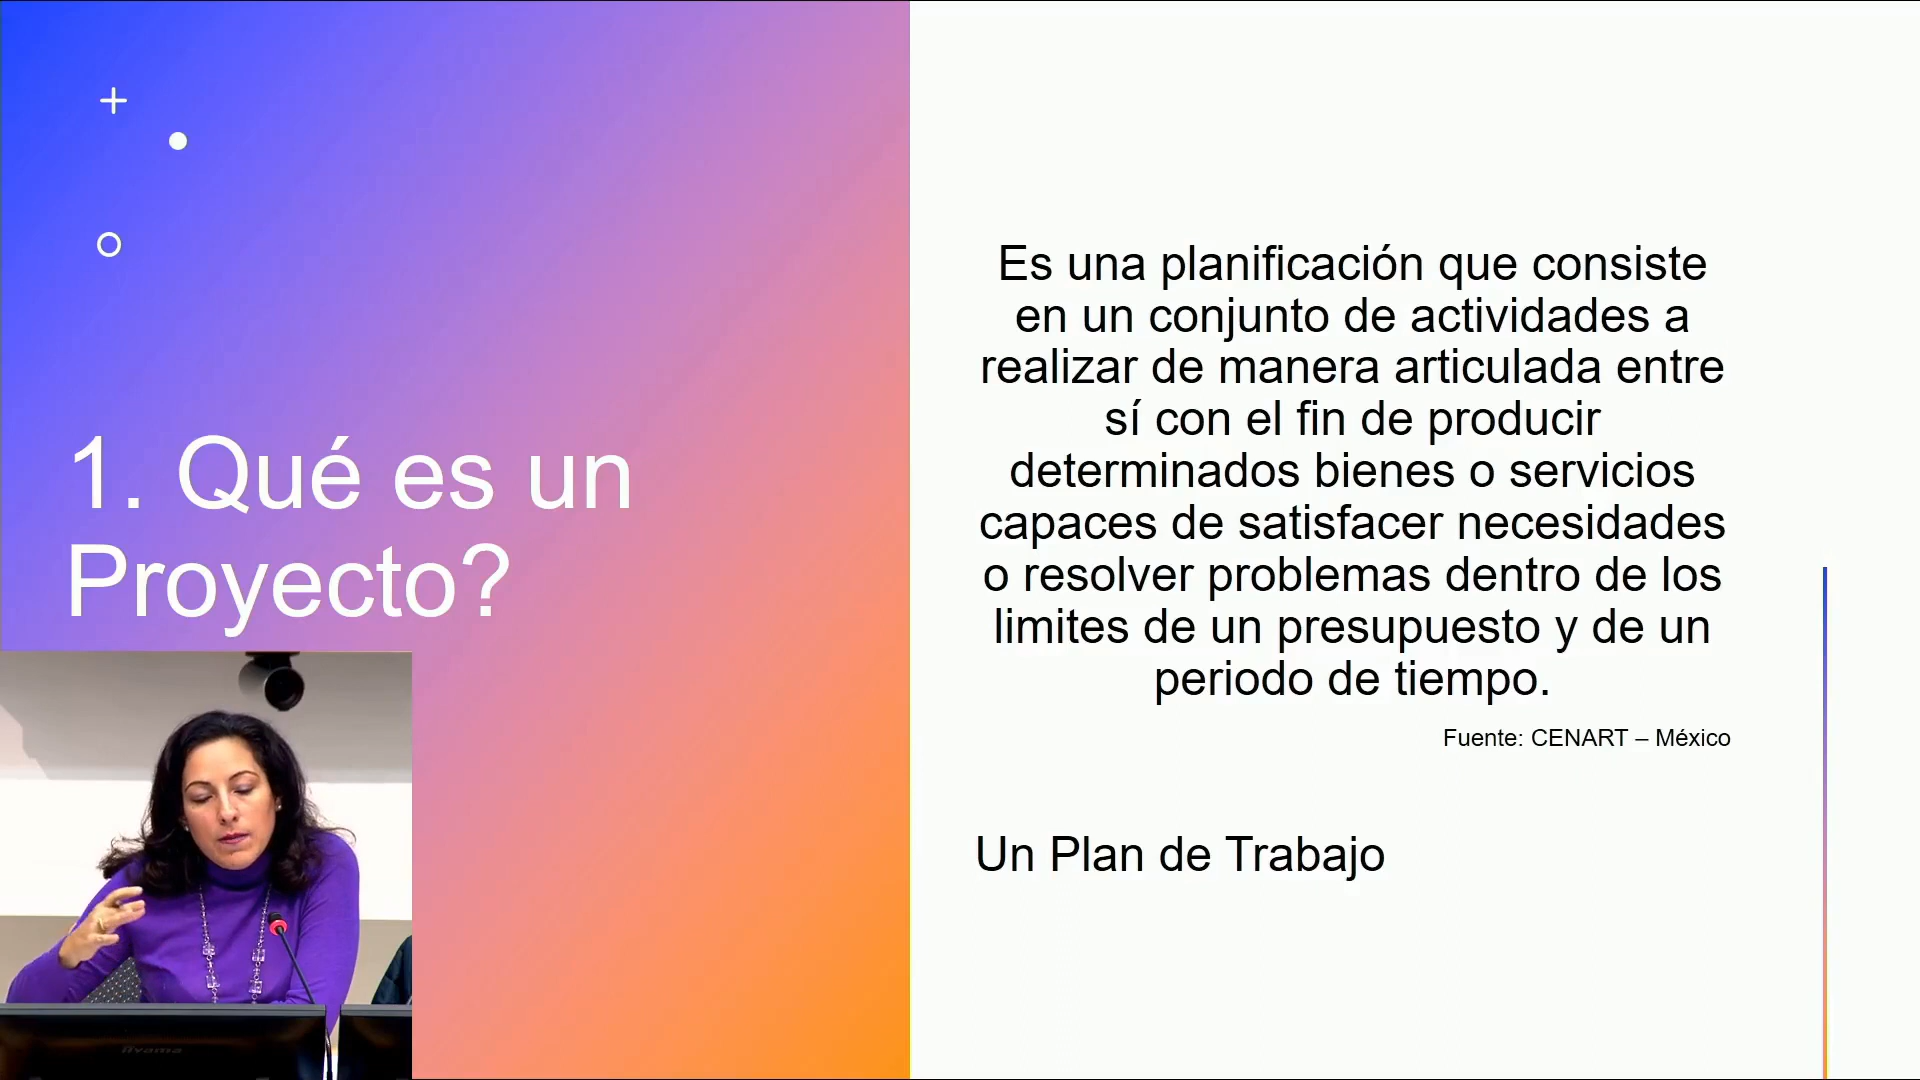 1. Qué es un
Proyecto?
Es una planificación que consiste
en un conjunto de actividades a
realizar de manera articulada entre
sí con el fin de producir
determinados bienes o servicios
capaces de satisfacer necesidades
o resolver problemas dentro de los
limites de un presupuesto y de un
periodo de tiempo.
Fuente: CENART – México
Un Plan de Trabajo
iiyama